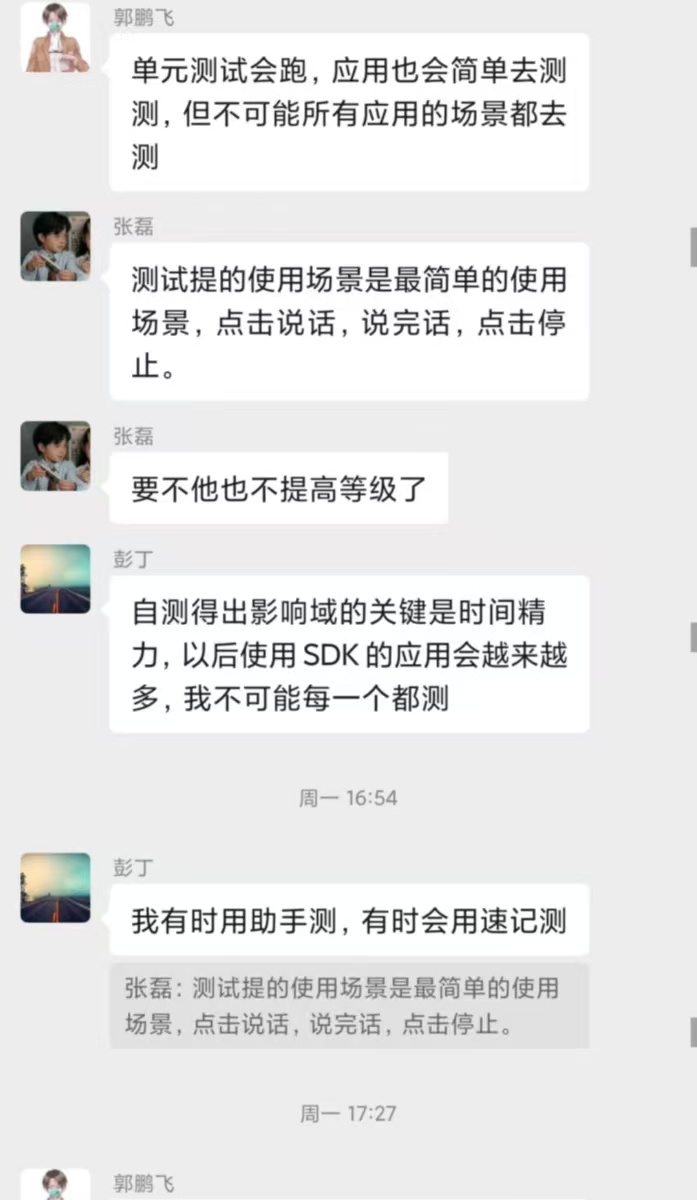 郭鹏飞
单元测试会跑，应用也会简单去测
测，但不可能所有应用的场景都去
测
张磊
测试提的使用场景是最简单的使用
场景，点击说话，说完话，点击停
止。
张磊
要不他也不提高等级了
彭丁
自测得出影响域的关键是时间精
力，以后使用 SDK 的应用会越来越
多，我不可能每一个都测
周一 16:54
彭丁
我有时用助手测，有时会用速记测
张磊：测试提的使用场景是最简单的使用
场景，点击说话，说完话，点击停止。
周一 17:27
郭鹏飞